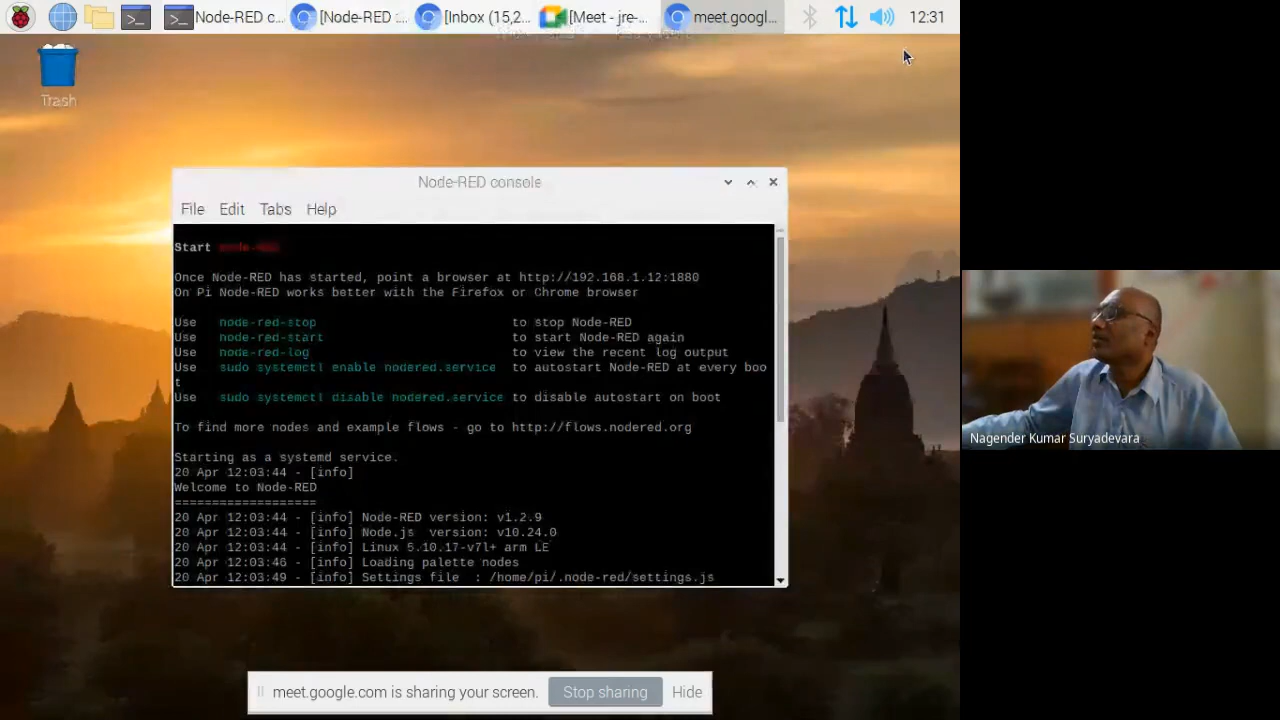 Node-RED c...
[Node-RED :...
[Inbox (15,2...
[Meet - jre-...
meet.googl...
12:31
Trash
Node-RED console
File Edit Tabs Help
Start node-RED
Once Node-RED has started, point a browser at http://192.168.1.12:1880
On Pi Node-RED works better with the Firefox or Chrome browser
Use node-red-stop to stop Node-RED
Use node-red-start to start Node-RED again
Use node-red-log to view the recent log output
Use sudo systemctl enable nodered.service to autostart Node-RED at every boo
t
Use sudo systemctl disable nodered.service to disable autostart on boot
To find more nodes and example flows - go to http://flows.nodered.org
Starting as a systemd service.
20 Apr 12:03:44 - [info]
Welcome to Node-RED
===================
20 Apr 12:03:44 - [info] Node-RED version: v1.2.9
20 Apr 12:03:44 - [info] Node.js version: v10.24.0
20 Apr 12:03:44 - [info] Linux 5.10.17-v7l+ arm LE
20 Apr 12:03:46 - [info] Loading palette nodes
20 Apr 12:03:49 - [info] Settings file : /home/pi/.node-red/settings.js
meet.google.com is sharing your screen. Stop sharing Hide
Nagender Kumar Suryadevara